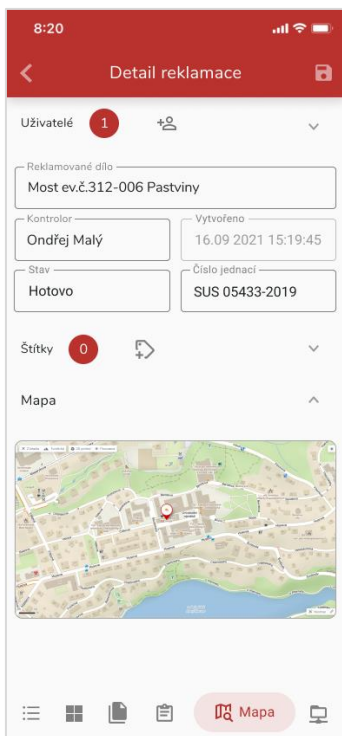 8:20
Detail reklamace
Uživatelé 1
Reklamované dílo
Most ev.č.312-006 Pastviny
Kontrolor
Ondřej Malý
Vytvořeno
16.09 2021 15:19:45
Stav
Hotovo
Číslo jednací
SUS 05433-2019
Štítky 0
Mapa
Mapa